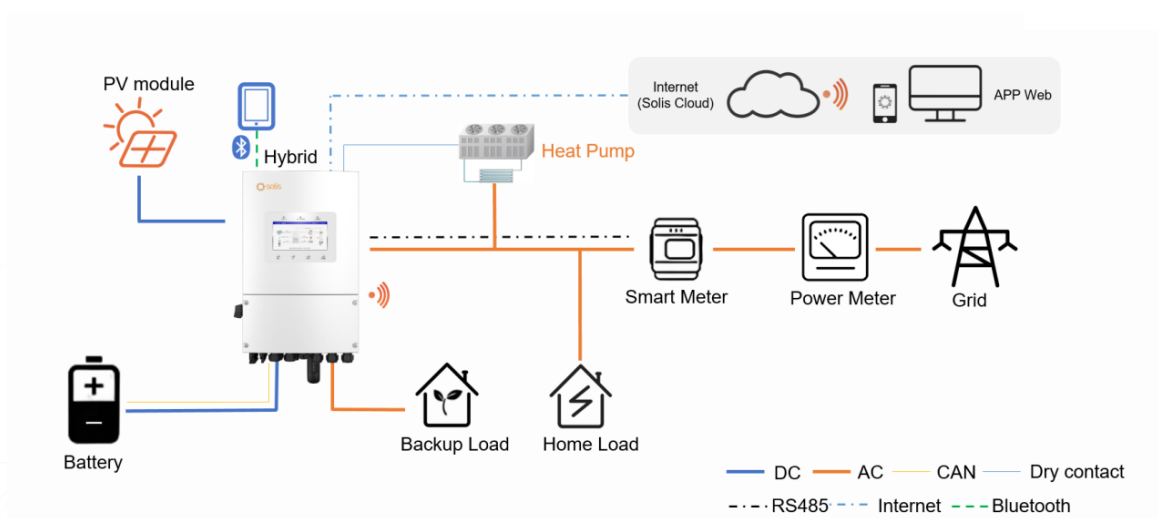 PV module
Internet
(Solis Cloud)
APP Web
Hybrid
Heat Pump
solis
Smart Meter
Power Meter
Grid
Backup Load
Home Load
Battery
DC
AC
CAN
Dry contact
RS485
Internet
Bluetooth